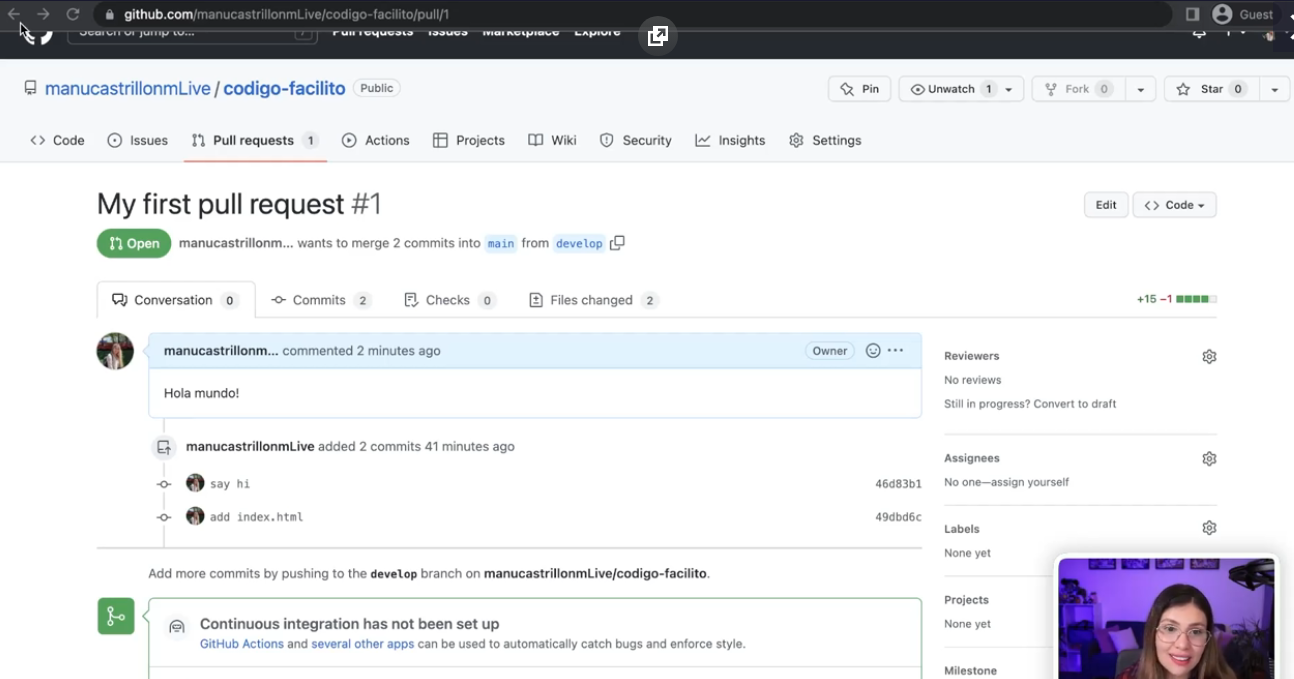 github.com/manucastrillonmLive/codigo-facilito/pull/1
Guest
Search or jump to...
Pull requests Issues Marketplace Explore
manucastrillonmLive / codigo-facilito Public
Pin
Unwatch 1
Fork 0
Star 0
Code
Issues
Pull requests 1
Actions
Projects
Wiki
Security
Insights
Settings
My first pull request #1
Edit
<> Code
Open
manucastrillonm... wants to merge 2 commits into main from develop
Conversation 0
Commits 2
Checks 0
Files changed 2
+15 −1
manucastrillonm... commented 2 minutes ago
Owner
Hola mundo!
manucastrillonmLive added 2 commits 41 minutes ago
say hi
46d83b1
add index.html
49dbd6c
Add more commits by pushing to the develop branch on manucastrillonmLive/codigo-facilito.
Continuous integration has not been set up
GitHub Actions and several other apps can be used to automatically catch bugs and enforce style.
Reviewers
No reviews
Still in progress? Convert to draft
Assignees
No one—assign yourself
Labels
None yet
Projects
None yet
Milestone